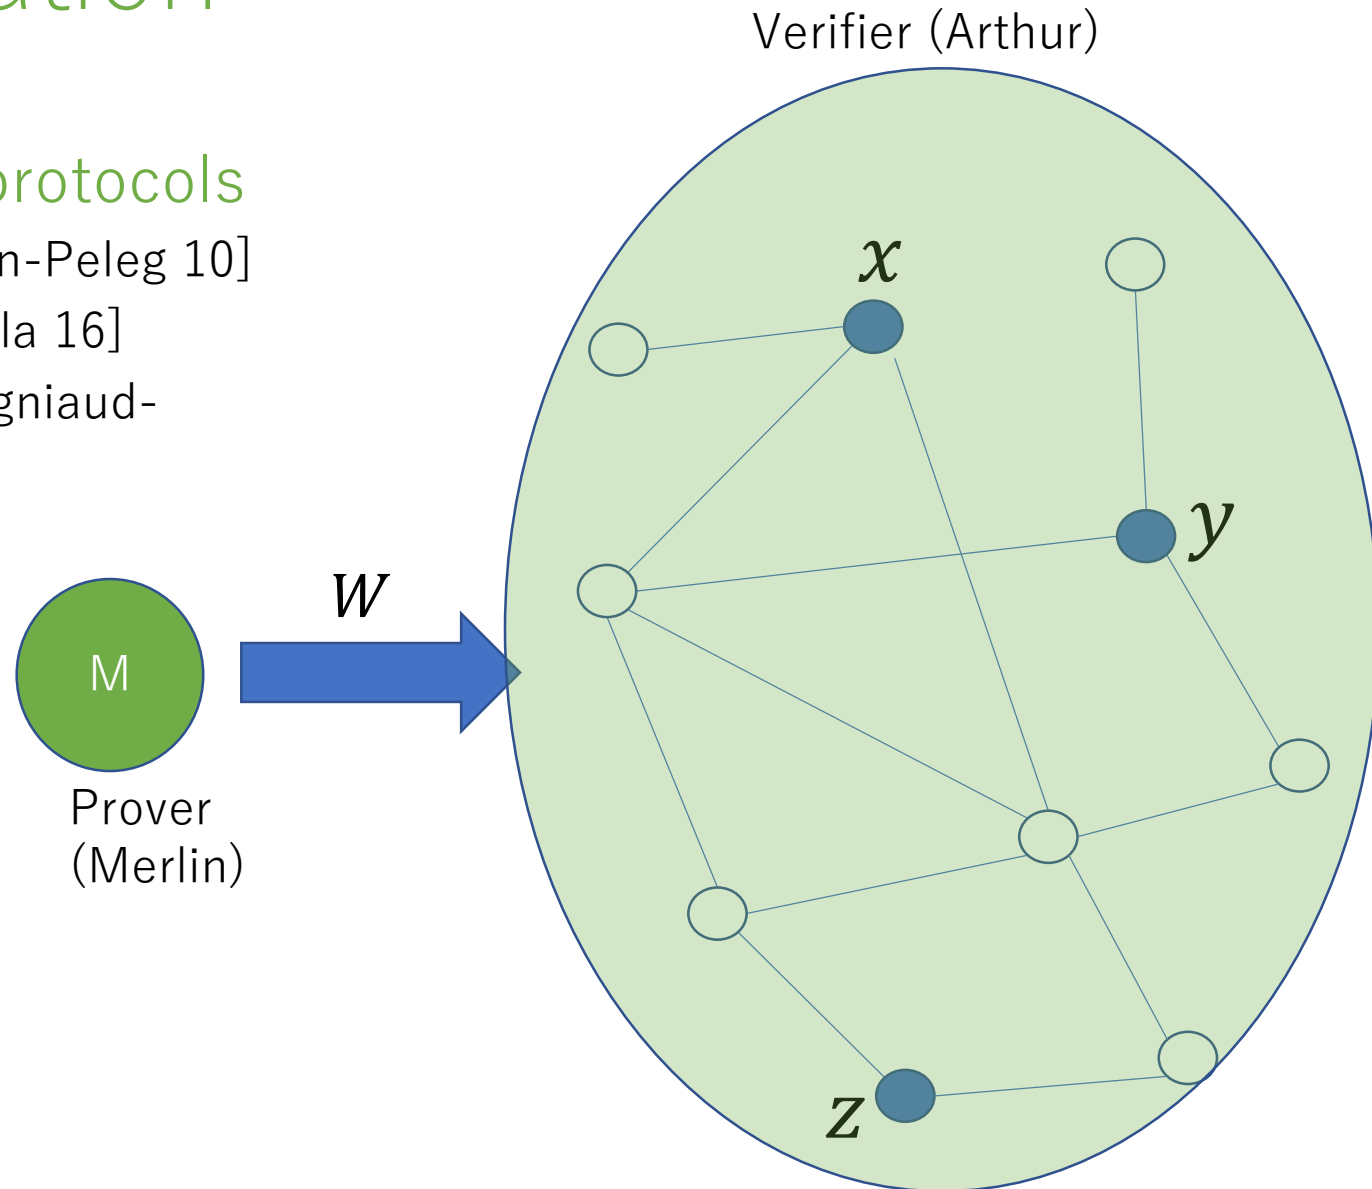 Verifier (Arthur)
protocols
n-Peleg 10]
la 16]
gniaud-
x
y
W
M
Prover
(Merlin)
z